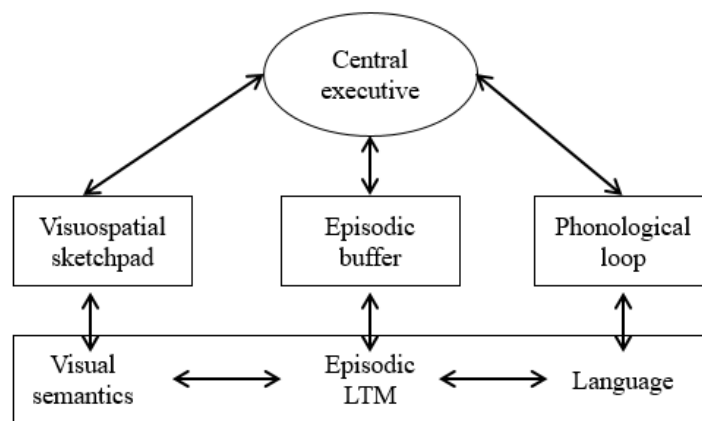 Central
executive
Visuospatial
sketchpad
Episodic
buffer
Phonological
loop
Visual
semantics
Episodic
LTM
Language